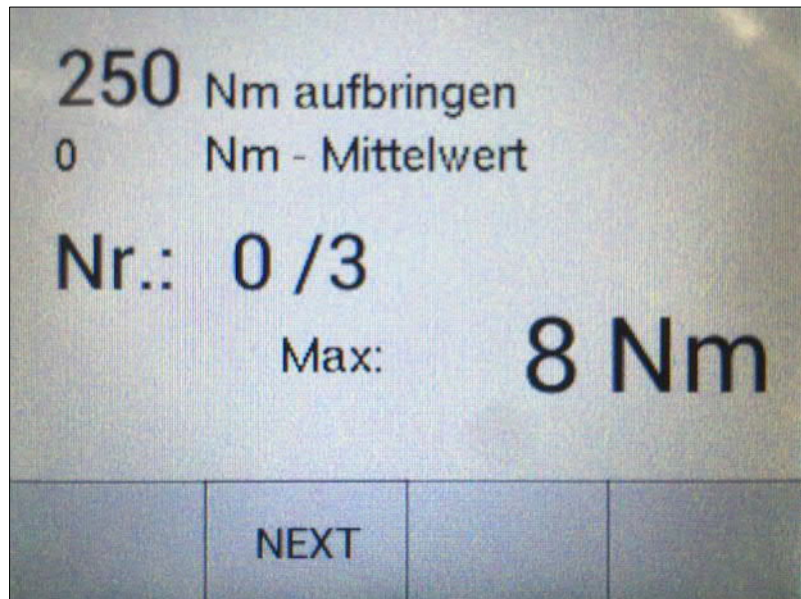 250 Nm aufbringen
0 Nm - Mittelwert
Nr.: 0 /3
Max: 8 Nm
NEXT